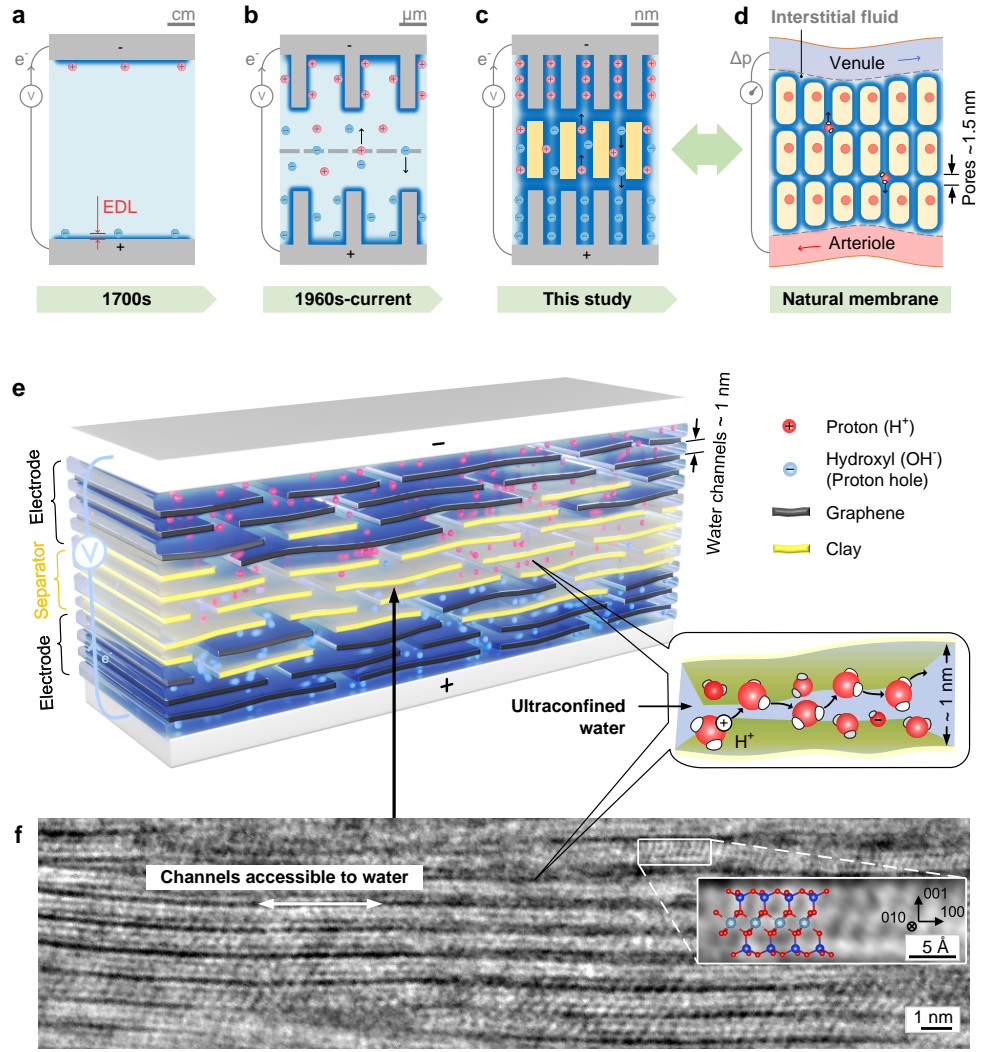 a
cm
e-
-
V
EDL
+
1700s
b
μm
-
+
1960s-current
c
nm
e-
-
V
+
This study
d
Interstitial fluid
Δp
Venule
Pores ~1.5 nm
Arteriole
Natural membrane
e
Water channels ~ 1 nm
Electrode
Separator
Electrode
V
e-
-
+
Proton (H+)
Hydroxyl (OH-)
(Proton hole)
Graphene
Clay
Ultraconfined
water
H+
~ 1 nm
f
Channels accessible to water
001
010
100
5 Å
1 nm